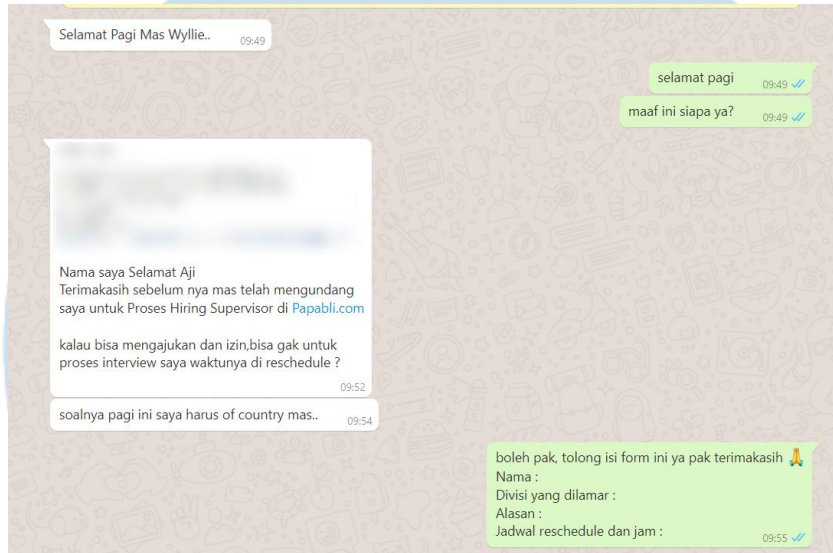 Selamat Pagi Mas Wyllie..
09:49
selamat pagi
09:49
maaf ini siapa ya?
09:49
Nama saya Selamat Aji
Terimakasih sebelum nya mas telah mengundang
saya untuk Proses Hiring Supervisor di Papabli.com
kalau bisa mengajukan dan izin,bisa gak untuk
proses interview saya waktunya di reschedule ?
09:52
soalnya pagi ini saya harus of country mas..
09:54
boleh pak, tolong isi form ini ya pak terimakasih 🙏
Nama :
Divisi yang dilamar :
Alasan :
Jadwal reschedule dan jam :
09:55